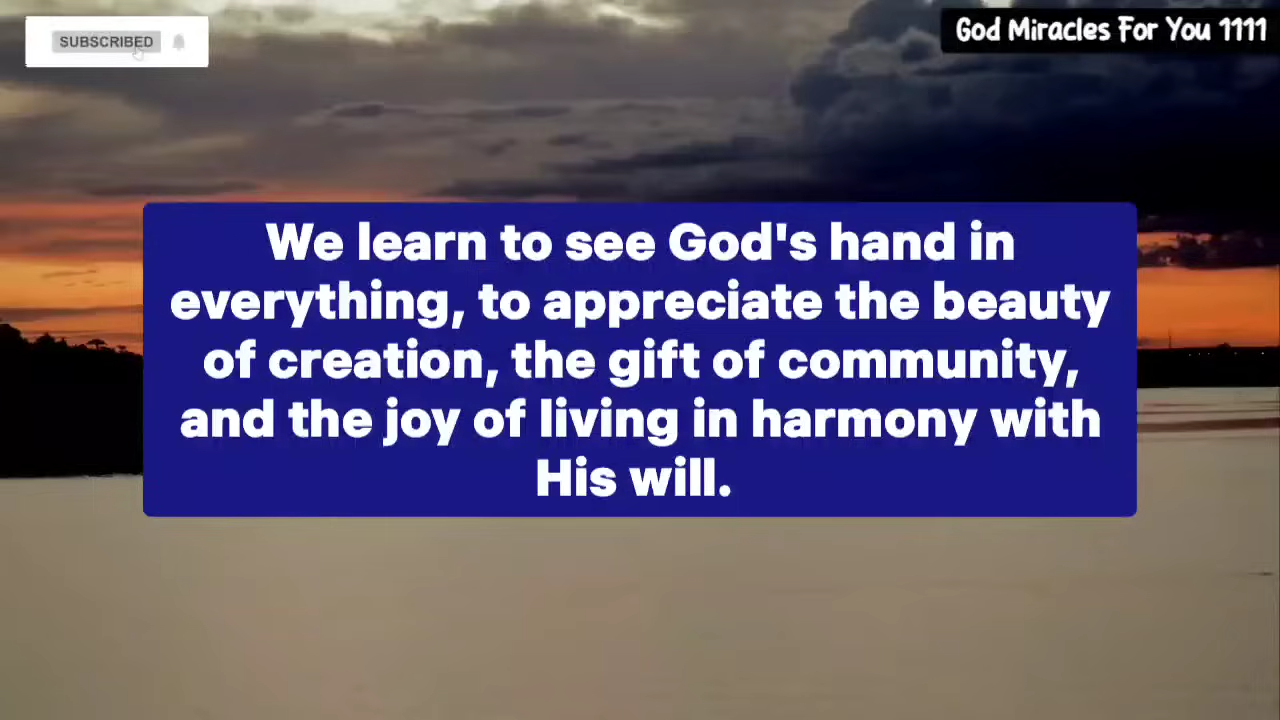 SUBSCRIBED
God Miracles For You 1111
We learn to see God's hand in
everything, to appreciate the beauty
of creation, the gift of community,
and the joy of living in harmony with
His will.